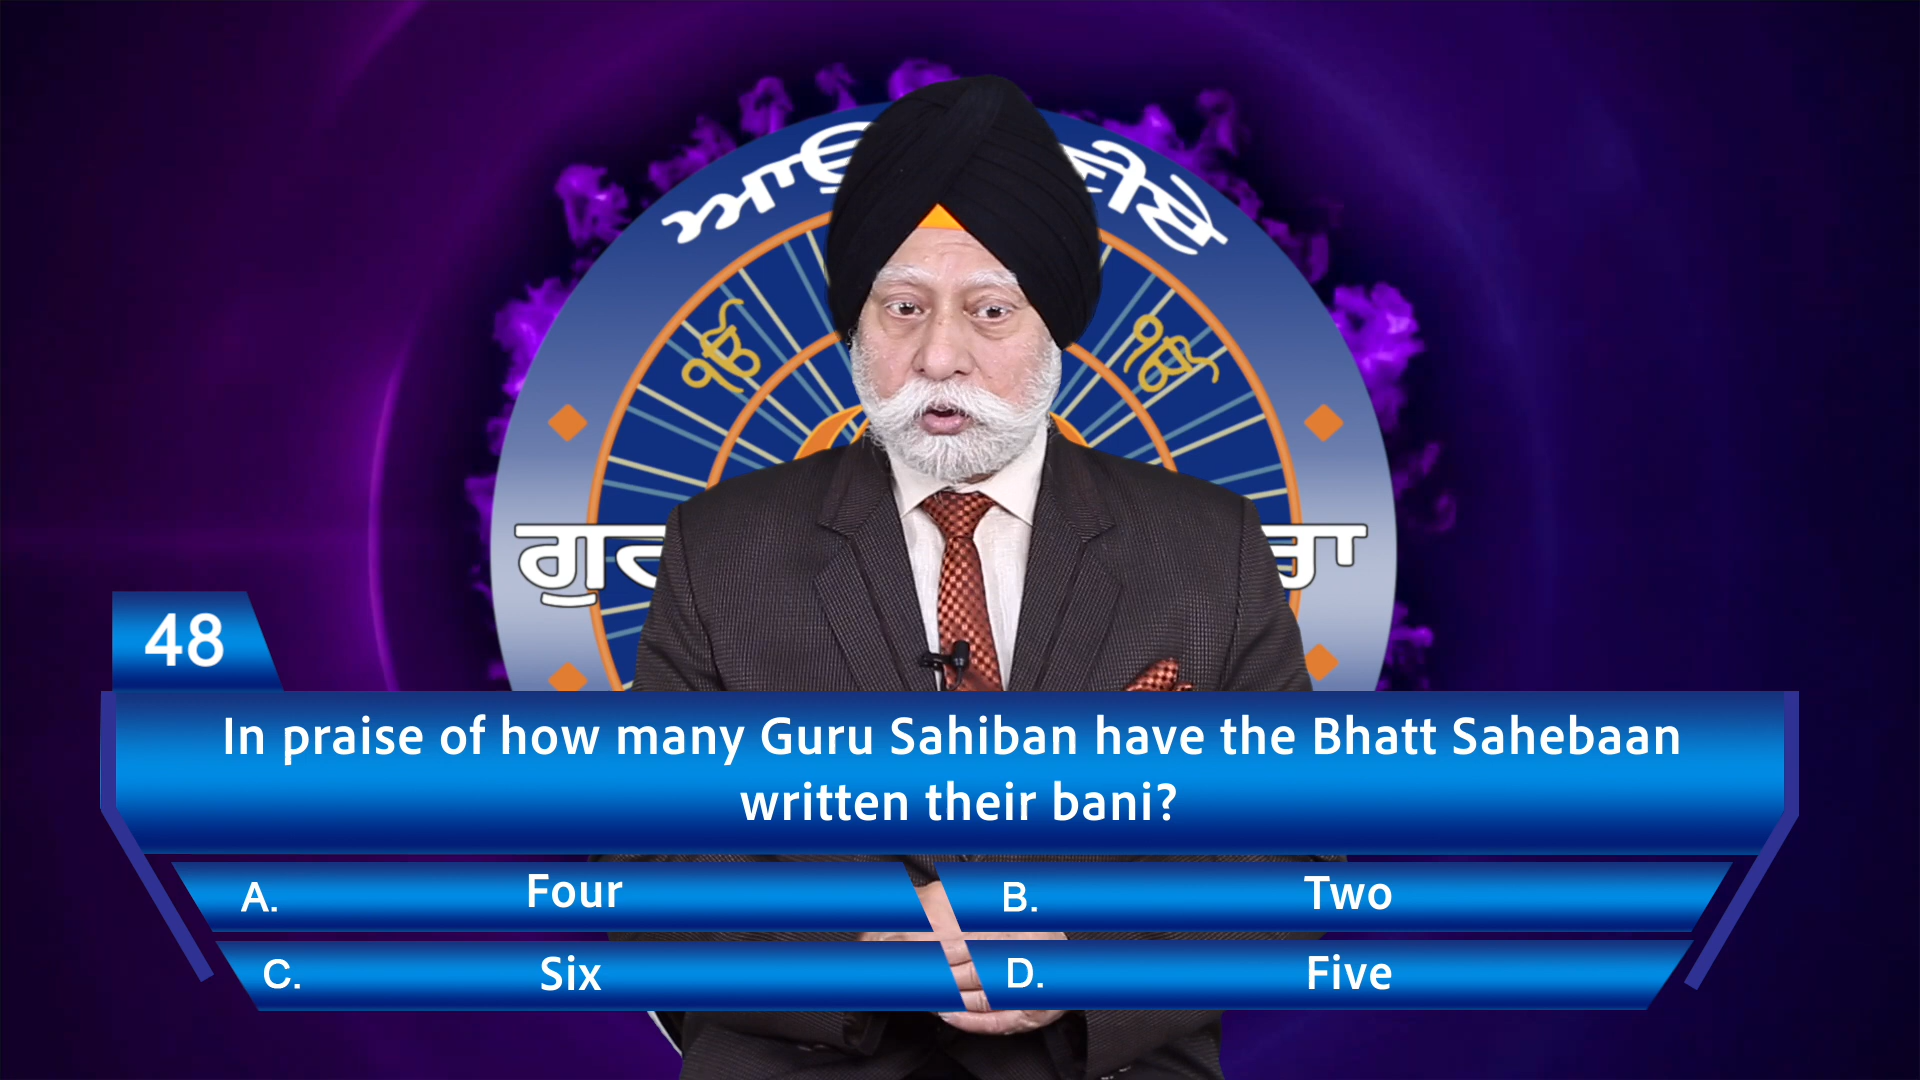 ੴ
ੴ
48
In praise of how many Guru Sahiban have the Bhatt Sahebaan
written their bani?
A. Four
B. Two
C. Six
D. Five